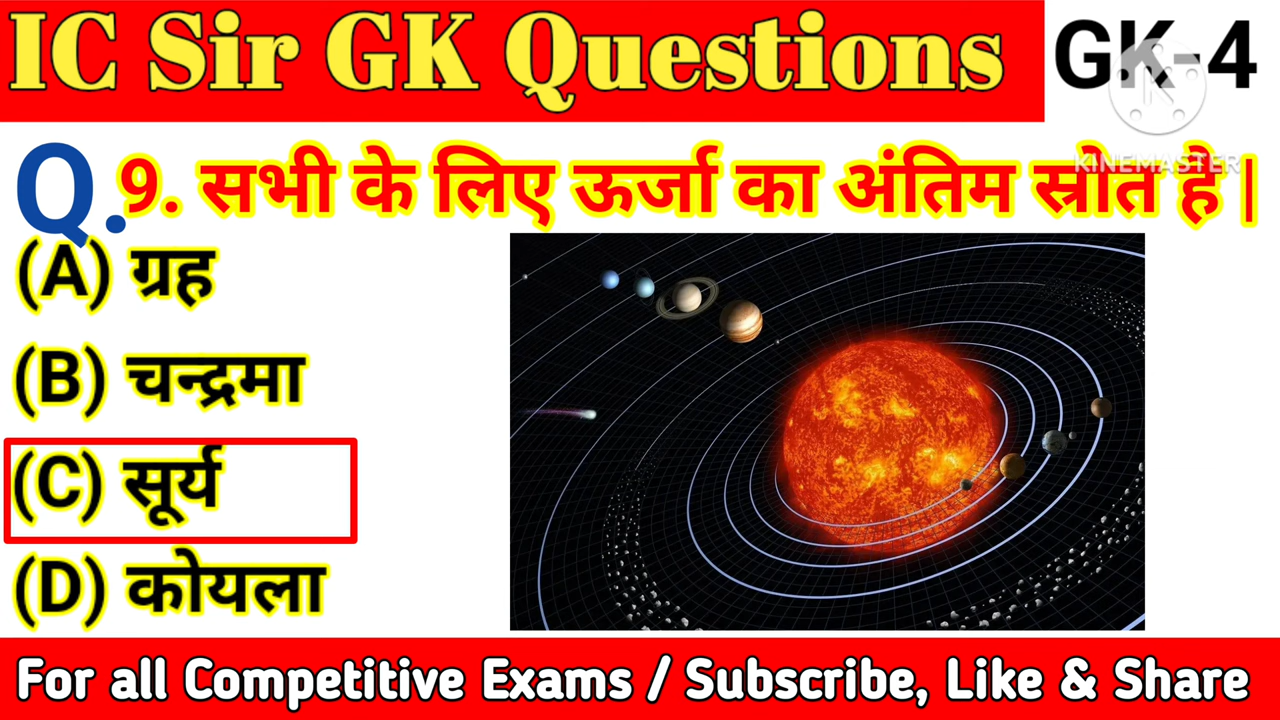 IC Sir GK Questions
GK-4
KINEMASTER
Q.9. सभी के लिए ऊर्जा का अंतिम स्रोत हे |
(A) ग्रह
(B) चन्द्रमा
(C) सूर्य
(D) कोयला
For all Competitive Exams / Subscribe, Like & Share